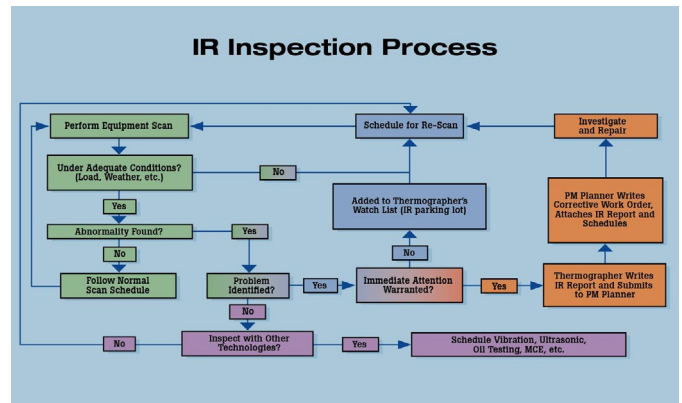 IR Inspection Process
Perform Equipment Scan
Schedule for Re-Scan
Investigate
and Repair
Under Adequate Conditions?
(Load, Weather, etc.)
No
Added to Thermographer's
Watch List (IR parking lot)
PM Planner Writes
Corrective Work Order,
Attaches IR Report and
Schedules
Yes
Abnormality Found?
Yes
No
No
Follow Normal
Scan Schedule
Problem
Identified?
Yes
Immediate Attention
Warranted?
Yes
Thermographer Writes
IR Report and Submits
to PM Planner
No
No
Inspect with Other
Technologies?
Yes
Schedule Vibration, Ultrasonic,
Oil Testing, MCE, etc.